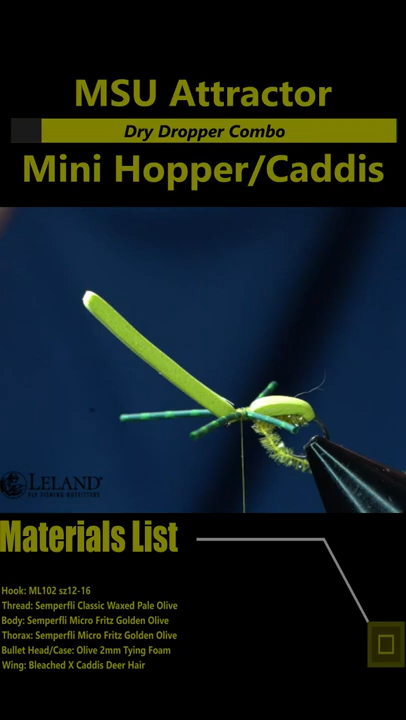 MSU Attractor
Dry Dropper Combo
Mini Hopper/Caddis
LELAND
FLY FISHING OUTFITTERS
Materials List
Hook: ML102 sz12-16
Thread: Semperfli Classic Waxed Pale Olive
Body: Semperfli Micro Fritz Golden Olive
Thorax: Semperfli Micro Fritz Golden Olive
Bullet Head/Case: Olive 2mm Tying Foam
Wing: Bleached X Caddis Deer Hair